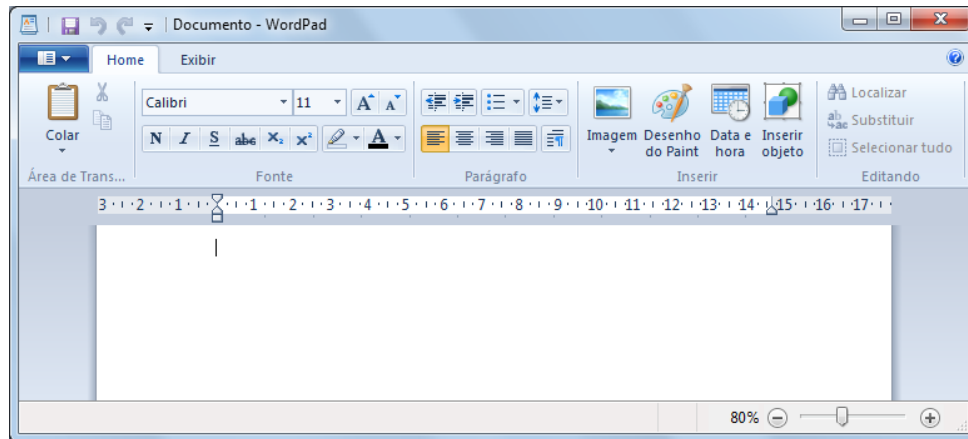 Documento - WordPad
Home Exibir
Calibri 11
Localizar
Substituir
Selecionar tudo
Colar
N I S abc X₂ X² A
Imagem Desenho do Paint Data e hora Inserir objeto
Área de Trans... Fonte Parágrafo Inserir Editando
3 2 1 1 2 3 4 5 6 7 8 9 10 11 12 13 14 15 16 17
80%